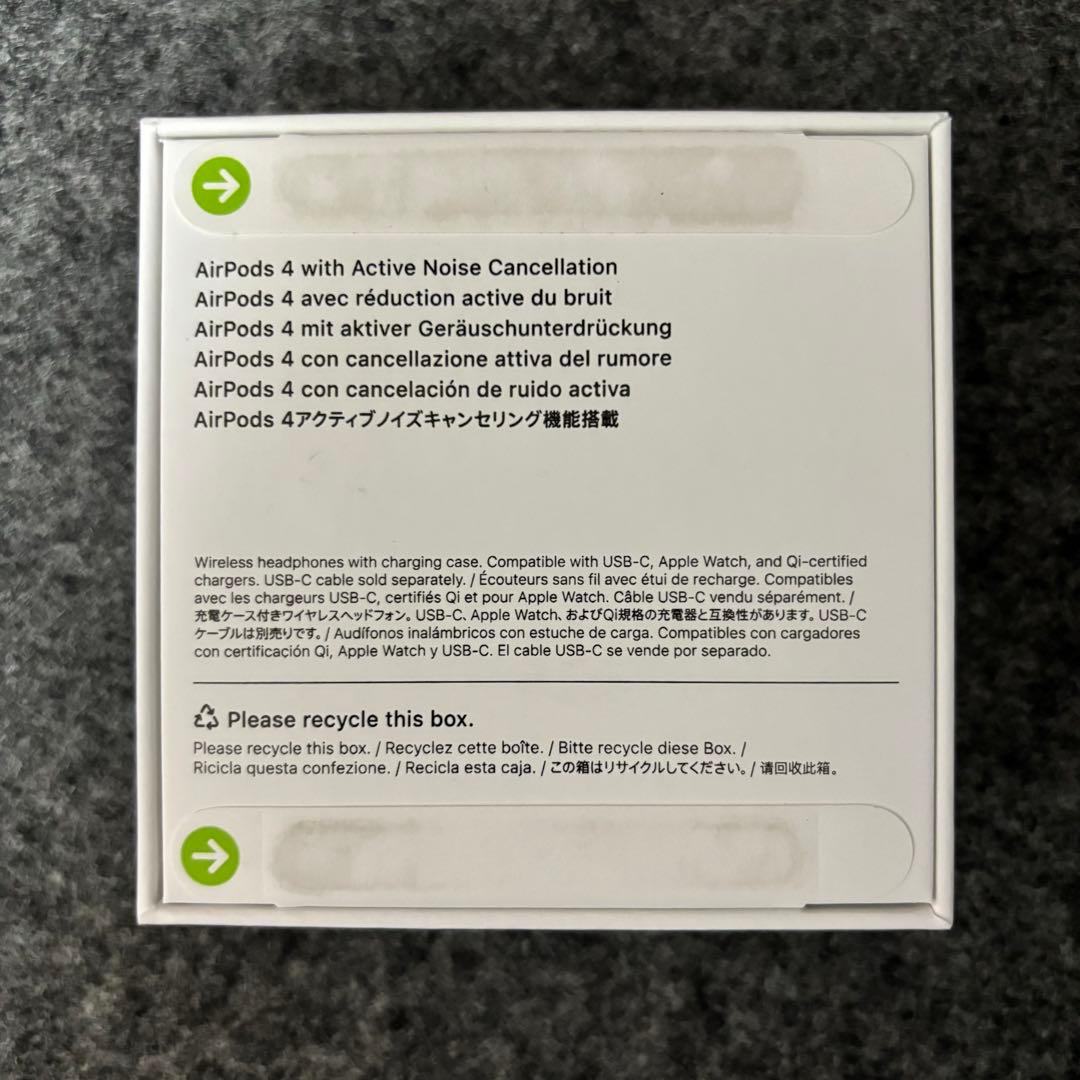 AirPods 4 with Active Noise Cancellation
AirPods 4 avec réduction active du bruit
AirPods 4 mit aktiver Geräuschunterdrückung
AirPods 4 con cancellazione attiva del rumore
AirPods 4 con cancelación de ruido activa
AirPods 4アクティブノイズキャンセリング機能搭載
Wireless headphones with charging case. Compatible with USB-C, Apple Watch, and Qi-certified
chargers. USB-C cable sold separately. / Écouteurs sans fil avec étui de recharge. Compatibles
avec les chargeurs USB-C, certifiés Qi et pour Apple Watch. Câble USB-C vendu séparément. /
充電ケース付きワイヤレスヘッドフォン。USB-C、Apple Watch、およびQi規格の充電器と互換性があります。USB-C
ケーブルは別売りです。/ Audífonos inalámbricos con estuche de carga. Compatibles con cargadores
con certificación Qi, Apple Watch y USB-C. El cable USB-C se vende por separado.
Please recycle this box.
Please recycle this box. / Recyclez cette boîte. / Bitte recycle diese Box. /
Ricicla questa confezione. / Recicla esta caja. / この箱はリサイクルしてください。/ 请回收此箱。